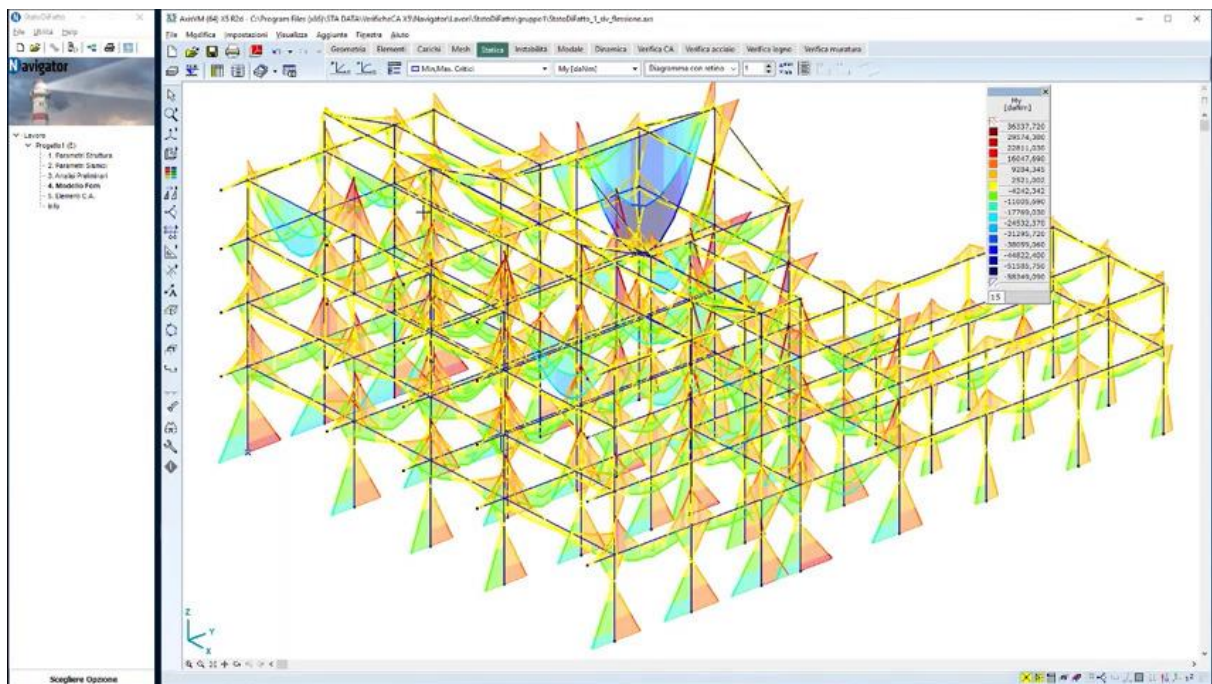 StatoDiFatto
File Utilità Help
Navigator
Lavoro
Progetto1 (E)
1. Parametri Struttura
2. Parametri Sismici
3. Analisi Preliminari
4. Modello Fem
5. Elementi C.A.
Info
Scegliere Opzione
AxisVM (64) X5 R2d - C:\Program Files (x86)\STA DATA\VerificheCA X5\Navigator\Lavori\StatoDiFatto\gruppo1\StatoDiFatto_1_slv_flessione.axs
File Modifica Impostazioni Visualizza Aggiunte Finestra Aiuto
Geometria Elementi Carichi Mesh Statica Instabilità Modale Dinamica Verifica CA Verifica acciaio Verifica legno Verifica muratura
Min,Max. Critici
My [daNm]
Diagramma con retino
1
My
[daNm]
36337,720
29574,380
22811,030
16047,690
9284,345
2521,002
-4242,342
-11005,690
-17769,030
-24532,370
-31295,720
-38059,060
-44822,400
-51585,750
-58349,090
15
Z
Y
X